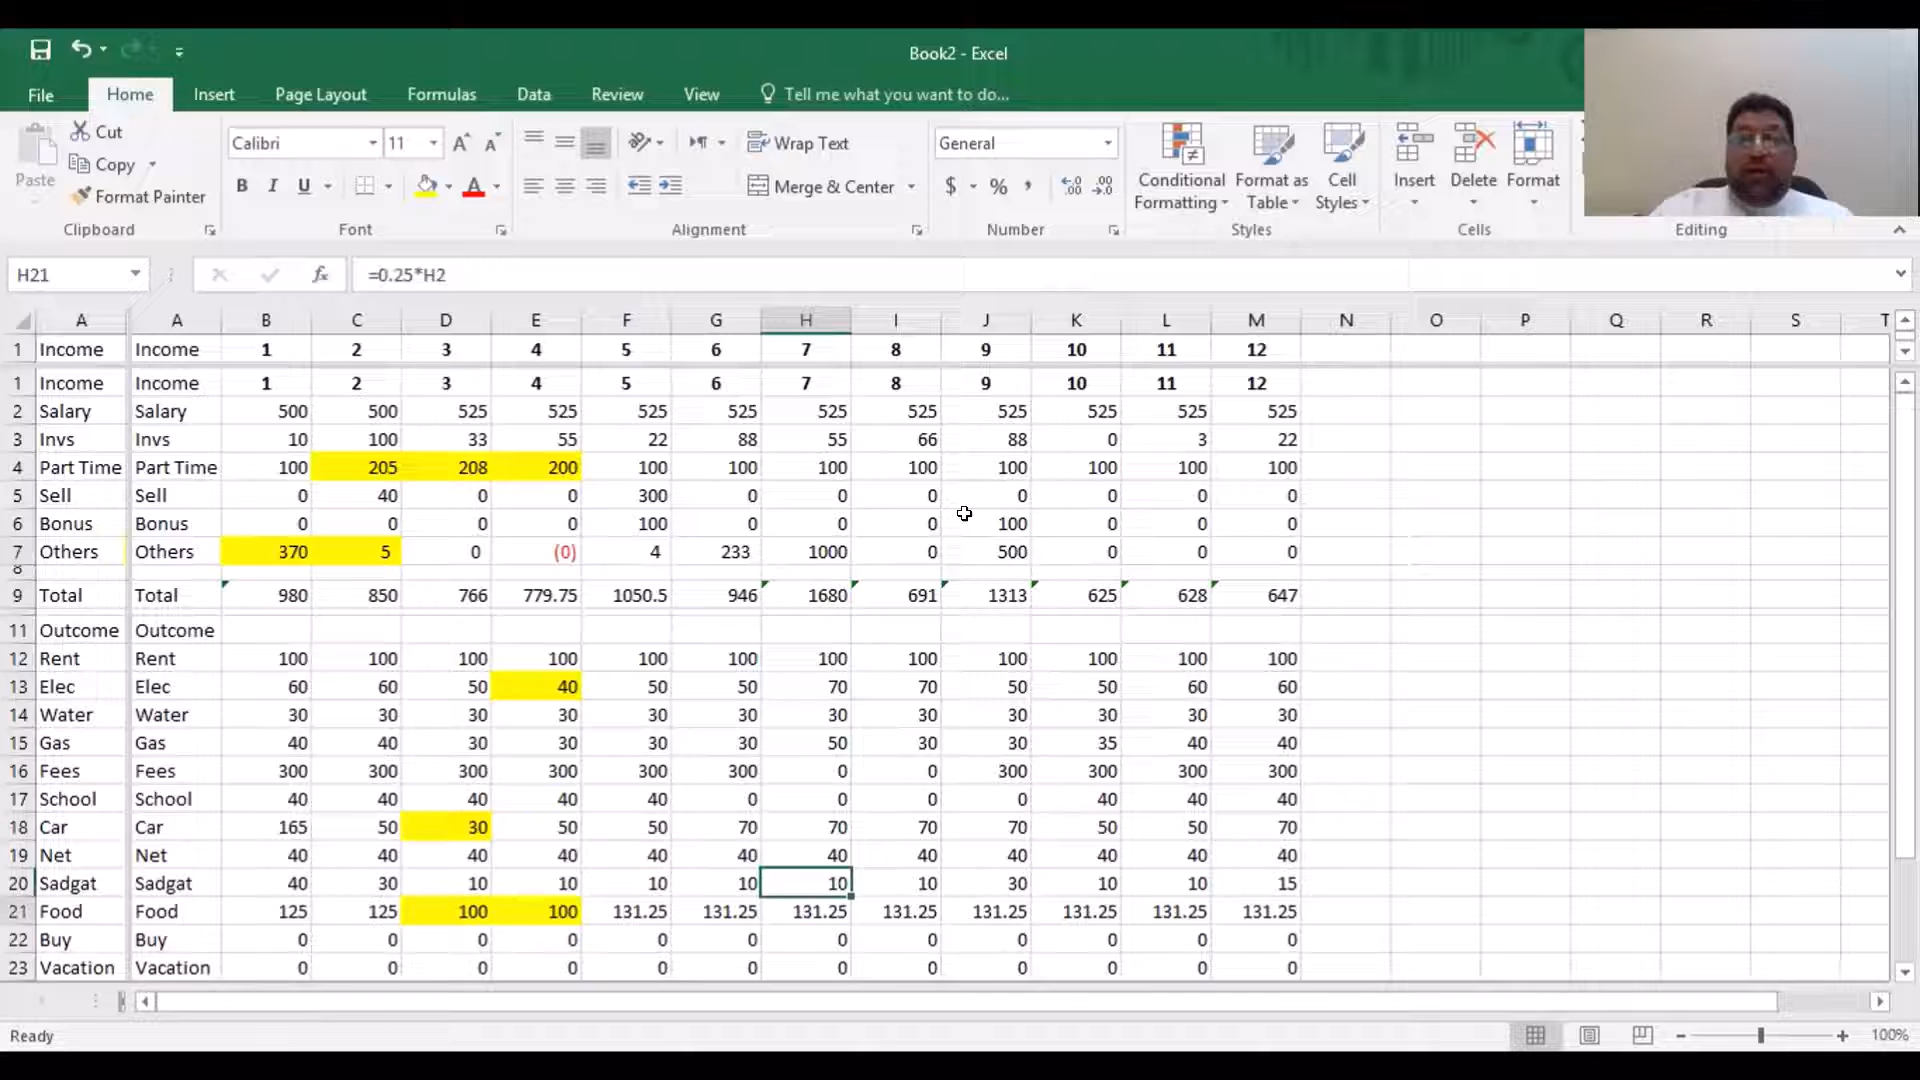 Book2 - Excel
File Home Insert Page Layout Formulas Data Review View Tell me what you want to do...
Paste
Cut
Copy
Format Painter
Clipboard
Calibri 11
B I U A
Font
Wrap Text
Merge & Center
Alignment
General
$ % ,
Number
Conditional Formatting
Format as Table
Cell Styles
Styles
Insert Delete Format
Cells
Editing
H21 fx =0.25*H2
A A B C D E F G H I J K L M N O P Q R S T
1 Income Income 1 2 3 4 5 6 7 8 9 10 11 12
1 Income Income 1 2 3 4 5 6 7 8 9 10 11 12
2 Salary Salary 500 500 525 525 525 525 525 525 525 525 525 525
3 Invs Invs 10 100 33 55 22 88 55 66 88 0 3 22
4 Part Time Part Time 100 205 208 200 100 100 100 100 100 100 100 100
5 Sell Sell 0 40 0 0 300 0 0 0 0 0 0 0
6 Bonus Bonus 0 0 0 0 100 0 0 0 100 0 0 0
7 Others Others 370 5 0 (0) 4 233 1000 0 500 0 0 0
8
9 Total Total 980 850 766 779.75 1050.5 946 1680 691 1313 625 628 647
11 Outcome Outcome
12 Rent Rent 100 100 100 100 100 100 100 100 100 100 100 100
13 Elec Elec 60 60 50 40 50 50 70 70 50 50 60 60
14 Water Water 30 30 30 30 30 30 30 30 30 30 30 30
15 Gas Gas 40 40 30 30 30 30 50 30 30 35 40 40
16 Fees Fees 300 300 300 300 300 300 0 0 300 300 300 300
17 School School 40 40 40 40 40 0 0 0 0 40 40 40
18 Car Car 165 50 30 50 50 70 70 70 70 50 50 70
19 Net Net 40 40 40 40 40 40 40 40 40 40 40 40
20 Sadgat Sadgat 40 30 10 10 10 10 10 10 30 10 10 15
21 Food Food 125 125 100 100 131.25 131.25 131.25 131.25 131.25 131.25 131.25 131.25
22 Buy Buy 0 0 0 0 0 0 0 0 0 0 0 0
23 Vacation Vacation 0 0 0 0 0 0 0 0 0 0 0 0
Ready 100%